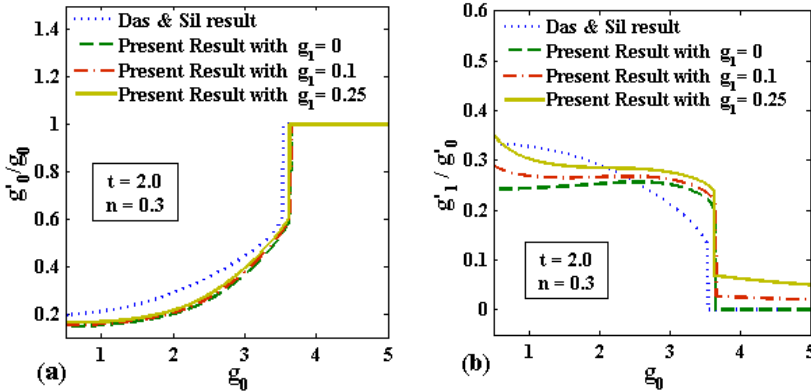 Das & Sil result
Present Result with g1= 0
Present Result with g1= 0.1
Present Result with g1= 0.25
g'0/g0
1.4
1.2
1
0.8
0.6
0.4
0.2
t = 2.0
n = 0.3
1 2 3 4 5
(a)
g0
Das & Sil result
Present Result with g1= 0
Present Result with g1= 0.1
Present Result with g1= 0.25
g'1 / g'0
0.6
0.5
0.4
0.3
0.2
0.1
0
t = 2.0
n = 0.3
1 2 3 4 5
(b)
g0